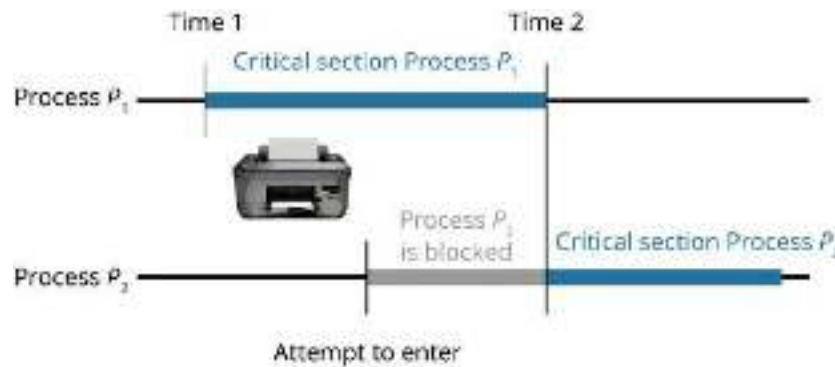 Time 1
Time 2
Critical section Process P₁
Process P₁
Process P₂
is blocked
Critical section Process P₂
Process P₂
Attempt to enter